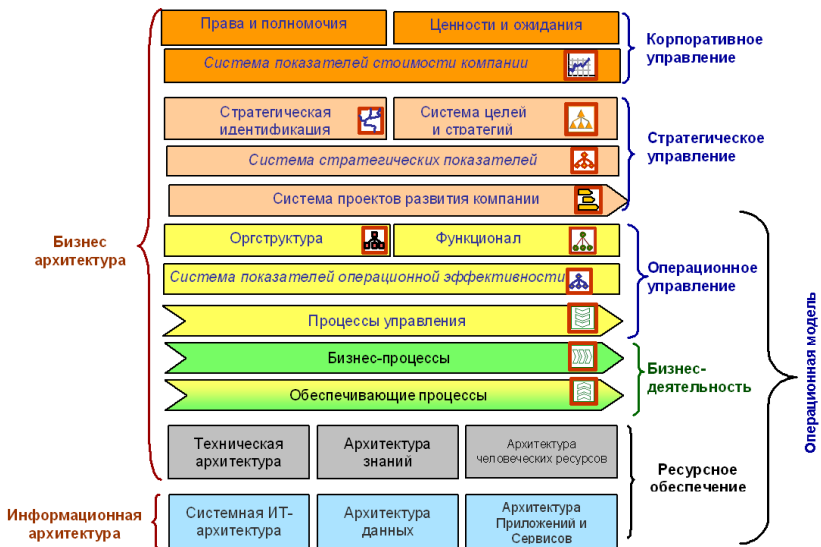 Права и полномочия
Ценности и ожидания
Система показателей стоимости компании
Корпоративное
управление
Стратегическая
идентификация
Система целей
и стратегий
Система стратегических показателей
Система проектов развития компании
Стратегическое
управление
Бизнес
архитектура
Оргструктура
Функционал
Система показателей операционной эффективности
Процессы управления
Операционное
управление
Бизнес-процессы
Обеспечивающие процессы
Бизнес-
деятельность
Операционная модель
Техническая
архитектура
Архитектура
знаний
Архитектура
человеческих ресурсов
Ресурсное
обеспечение
Информационная
архитектура
Системная ИТ-
архитектура
Архитектура
данных
Архитектура
Приложений и
Сервисов